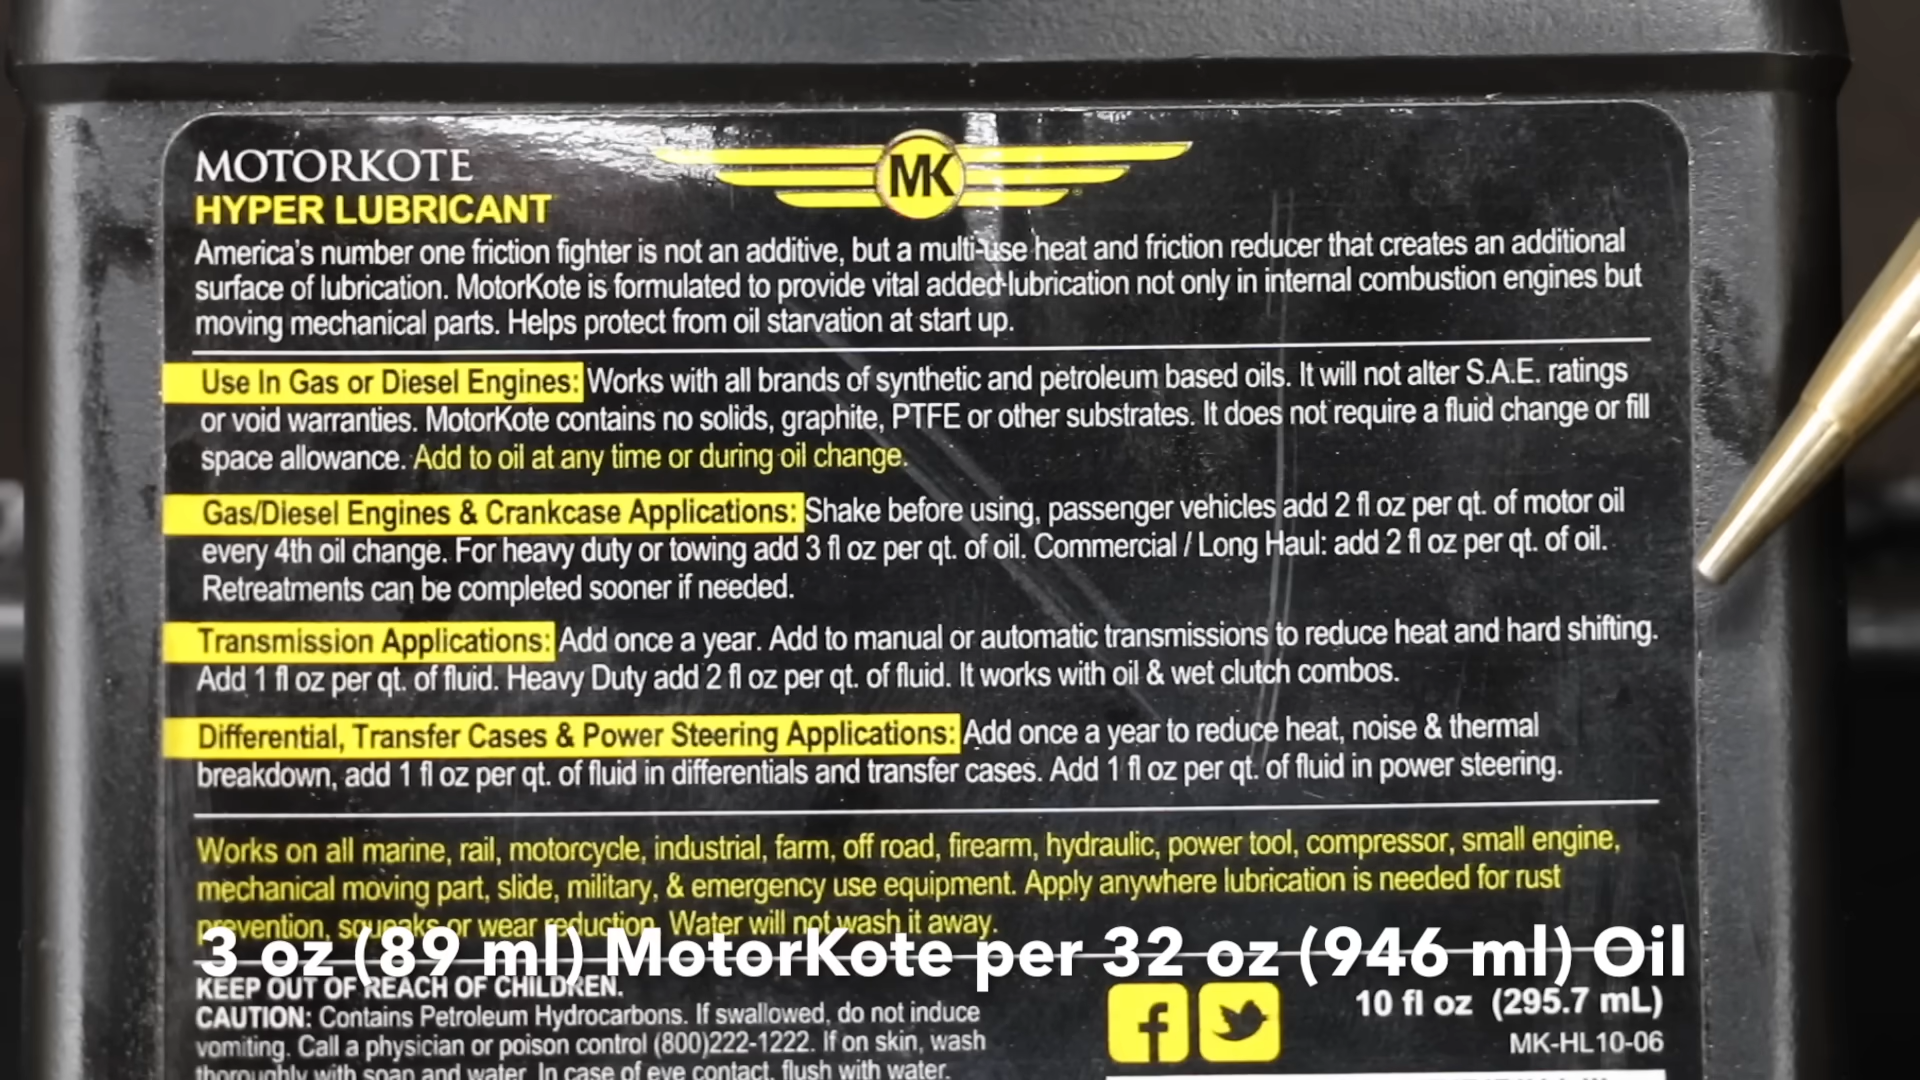 MOTORKOTE
MK
HYPER LUBRICANT
America's number one friction fighter is not an additive, but a multi-use heat and friction reducer that creates an additional
surface of lubrication. MotorKote is formulated to provide vital added lubrication not only in internal combustion engines but
moving mechanical parts. Helps protect from oil starvation at start up.
Use In Gas or Diesel Engines: Works with all brands of synthetic and petroleum based oils. It will not alter S.A.E. ratings
or void warranties. MotorKote contains no solids, graphite, PTFE or other substrates. It does not require a fluid change or fill
space allowance. Add to oil at any time or during oil change.
Gas/Diesel Engines & Crankcase Applications: Shake before using, passenger vehicles add 2 fl oz per qt. of motor oil
every 4th oil change. For heavy duty or towing add 3 fl oz per qt. of oil. Commercial / Long Haul: add 2 fl oz per qt. of oil.
Retreatments can be completed sooner if needed.
Transmission Applications: Add once a year. Add to manual or automatic transmissions to reduce heat and hard shifting.
Add 1 fl oz per qt. of fluid. Heavy Duty add 2 fl oz per qt. of fluid. It works with oil & wet clutch combos.
Differential, Transfer Cases & Power Steering Applications: Add once a year to reduce heat, noise & thermal
breakdown, add 1 fl oz per qt. of fluid in differentials and transfer cases. Add 1 fl oz per qt. of fluid in power steering.
Works on all marine, rail, motorcycle, industrial, farm, off road, firearm, hydraulic, power tool, compressor, small engine,
mechanical moving part, slide, military, & emergency use equipment. Apply anywhere lubrication is needed for rust
prevention, squeaks or wear reduction. Water will not wash it away.
3 oz (89 ml) MotorKote per 32 oz (946 ml) Oil
KEEP OUT OF REACH OF CHILDREN.
CAUTION: Contains Petroleum Hydrocarbons. If swallowed, do not induce
vomiting. Call a physician or poison control (800)222-1222. If on skin, wash
thoroughly with soap and water. In case of eye contact, flush with water.
10 fl oz (295.7 mL)
MK-HL10-06